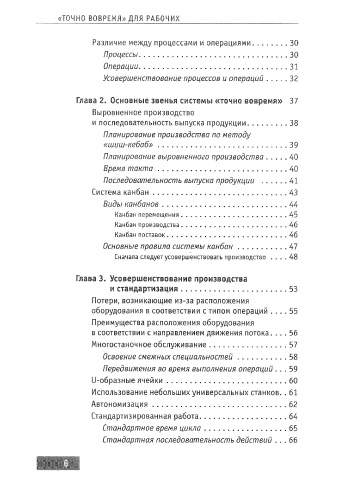 «ТОЧНО ВОВРЕМЯ» ДЛЯ РАБОЧИХ
Различие между процессами и операциями . . . . . . . . 30
Процессы . . . . . . . . . . . . . . . . . . . . . . . . . . . . 30
Операции . . . . . . . . . . . . . . . . . . . . . . . . . . . . 31
Усовершенствование процессов и операций . . . . . 32
Глава 2. Основные звенья системы «точно вовремя» 37
Выровненное производство
и последовательность выпуска продукции . . . . . . . . 38
Планирование производства по методу
«шиш-кебаб» . . . . . . . . . . . . . . . . . . . . . . . . . 39
Планирование выровненного производства . . . . . 40
Время такта . . . . . . . . . . . . . . . . . . . . . . . . . 40
Последовательность выпуска продукции . . . . . . 41
Система канбан . . . . . . . . . . . . . . . . . . . . . . . . . 43
Виды канбанов . . . . . . . . . . . . . . . . . . . . . . . 44
Канбан перемещения . . . . . . . . . . . . . . . . . . . 45
Канбан производства . . . . . . . . . . . . . . . . . . . 46
Канбан поставок . . . . . . . . . . . . . . . . . . . . . . 46
Основные правила системы канбан . . . . . . . . . . 47
Сначала следует усовершенствовать производство . . . 48
Глава 3. Усовершенствование производства
и стандартизация . . . . . . . . . . . . . . . . . . . . 53
Потери, возникающие из-за расположения
оборудования в соответствии с типом операций . . . . 55
Преимущества расположения оборудования
в соответствии с направлением движения потока . . . . 56
Многостаночное обслуживание . . . . . . . . . . . . . . . 57
Освоение смежных специальностей . . . . . . . . . . 58
Передвижения во время выполнения операций . . . 59
U-образные ячейки . . . . . . . . . . . . . . . . . . . . . . . 60
Использование небольших универсальных станков . . 61
Автономизация . . . . . . . . . . . . . . . . . . . . . . . . . 62
Стандартизированная работа . . . . . . . . . . . . . . . . . 64
Стандартное время цикла . . . . . . . . . . . . . . . . 65
Стандартная последовательность действий . . . . 66
6